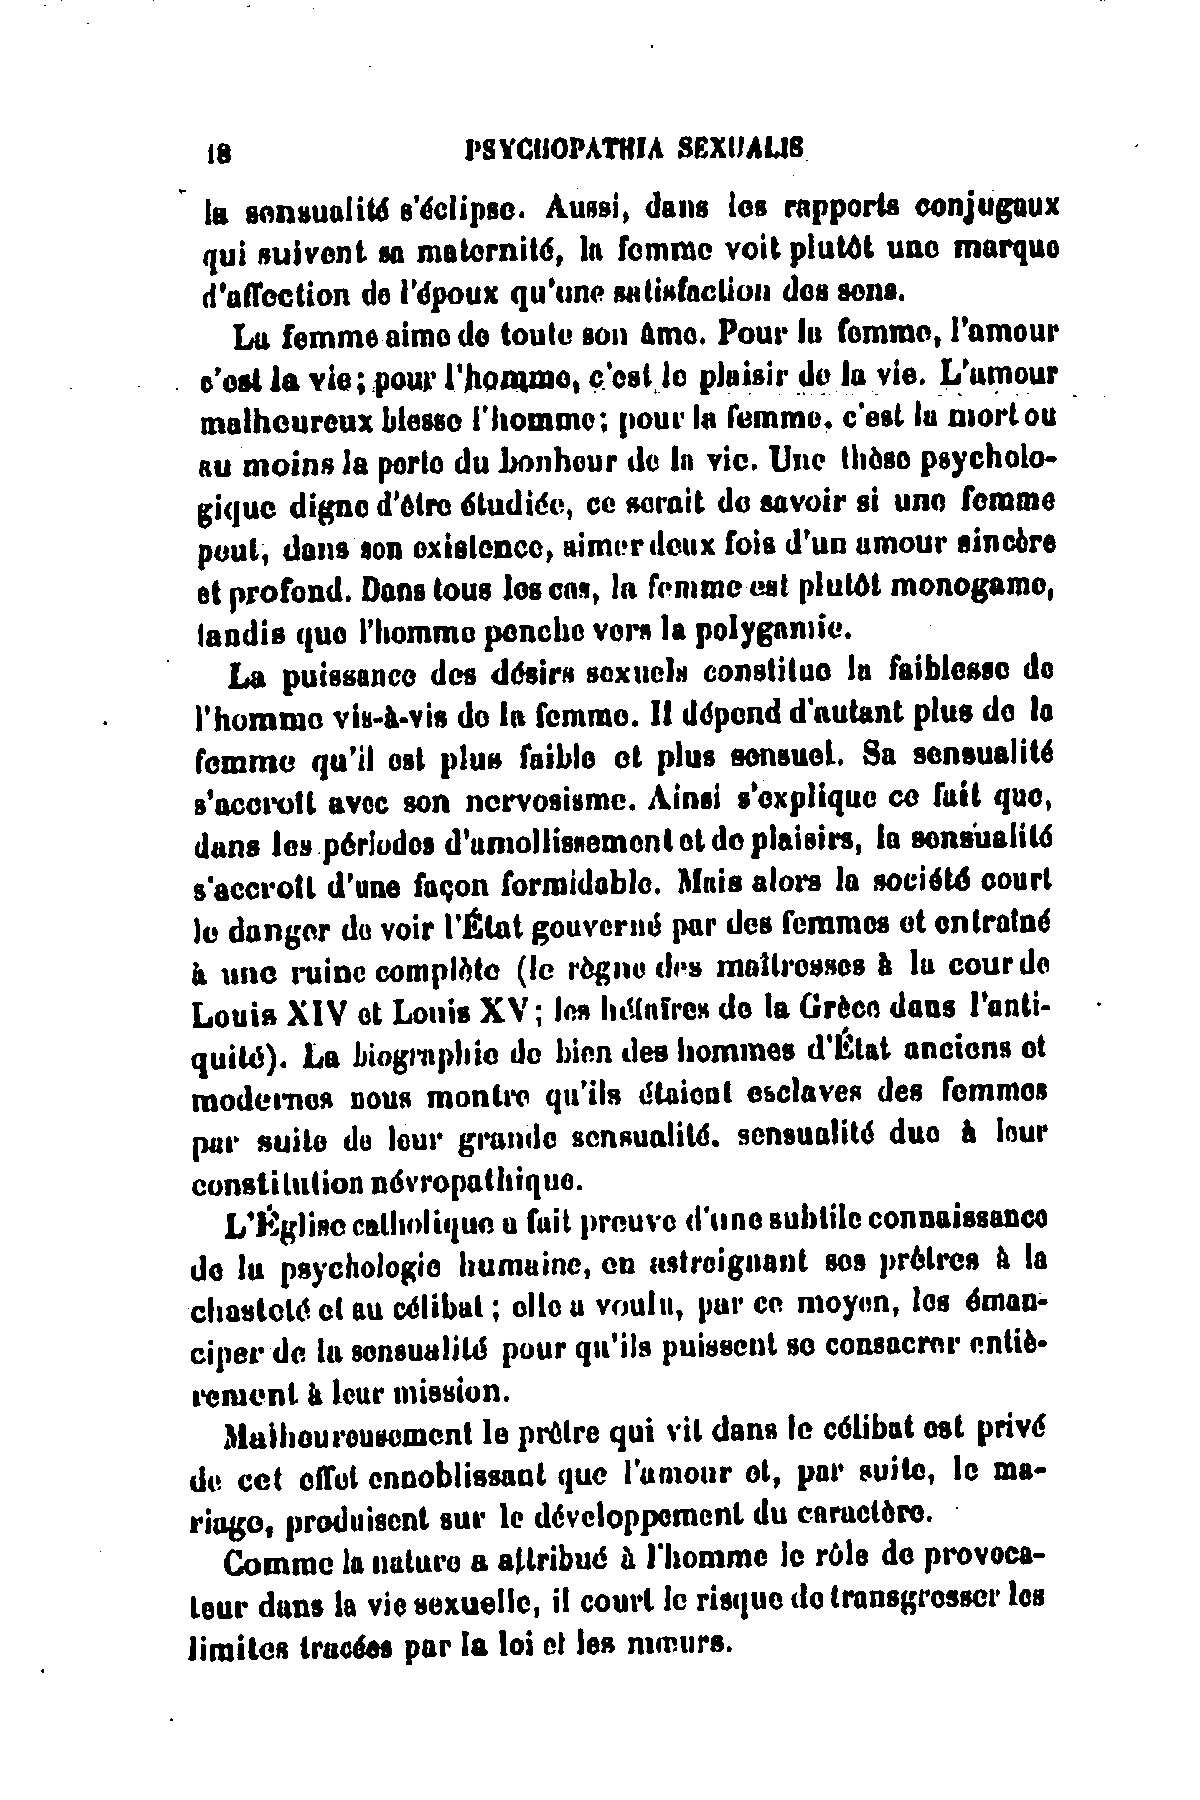 18 PSYCHOPATHIA SEXUALIS
la sensualité s'éclipse. Aussi, dans les rapports conjugaux
qui suivent sa maternité, la femme voit plutôt une marque
d'affection de l'époux qu'une satisfaction des sens.
La femme aime de toute son âme. Pour la femme, l'amour
c'est la vie; pour l'homme, c'est le plaisir de la vie. L'amour
malheureux blesse l'homme; pour la femme, c'est la mort ou
au moins la perte du bonheur de la vie. Une thèse psycholo-
gique digne d'être étudiée, ce serait de savoir si une femme
peut, dans son existence, aimer deux fois d'un amour sincère
et profond. Dans tous les cas, la femme est plutôt monogame,
tandis que l'homme penche vers la polygamie.
La puissance des désirs sexuels constitue la faiblesse de
l'homme vis-à-vis de la femme. Il dépend d'autant plus de la
femme qu'il est plus faible et plus sensuel. Sa sensualité
s'accroît avec son nervosisme. Ainsi s'explique ce fait que,
dans les périodes d'amollissement et de plaisirs, la sensualité
s'accroît d'une façon formidable. Mais alors la société court
le danger de voir l'État gouverné par des femmes et entraîné
à une ruine complète (le règne des maîtresses à la cour de
Louis XIV et Louis XV; les hétaïres de la Grèce dans l'anti-
quité). La biographie de bien des hommes d'État anciens et
modernes nous montre qu'ils étaient esclaves des femmes
par suite de leur grande sensualité. sensualité due à leur
constitution névropathique.
L'Église catholique a fait preuve d'une subtile connaissance
de la psychologie humaine, en astreignant ses prêtres à la
chasteté et au célibat; elle a voulu, par ce moyen, les éman-
ciper de la sensualité pour qu'ils puissent se consacrer entiè-
rement à leur mission.
Malheureusement le prêtre qui vit dans le célibat est privé
de cet effet ennoblissant que l'amour et, par suite, le ma-
riage, produisent sur le développement du caractère.
Comme la nature a attribué à l'homme le rôle de provoca-
teur dans la vie sexuelle, il court le risque de transgresser les
limites tracées par la loi et les mœurs.